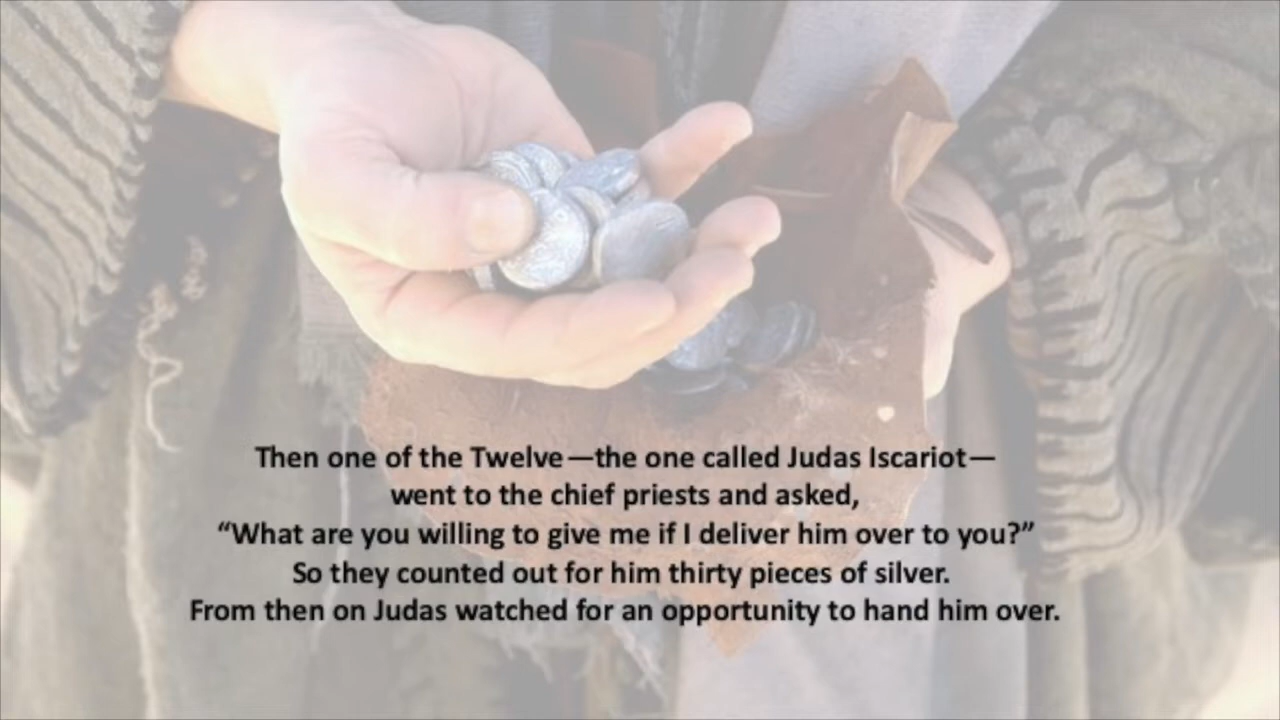 Then one of the Twelve—the one called Judas Iscariot—
went to the chief priests and asked,
“What are you willing to give me if I deliver him over to you?”
So they counted out for him thirty pieces of silver.
From then on Judas watched for an opportunity to hand him over.